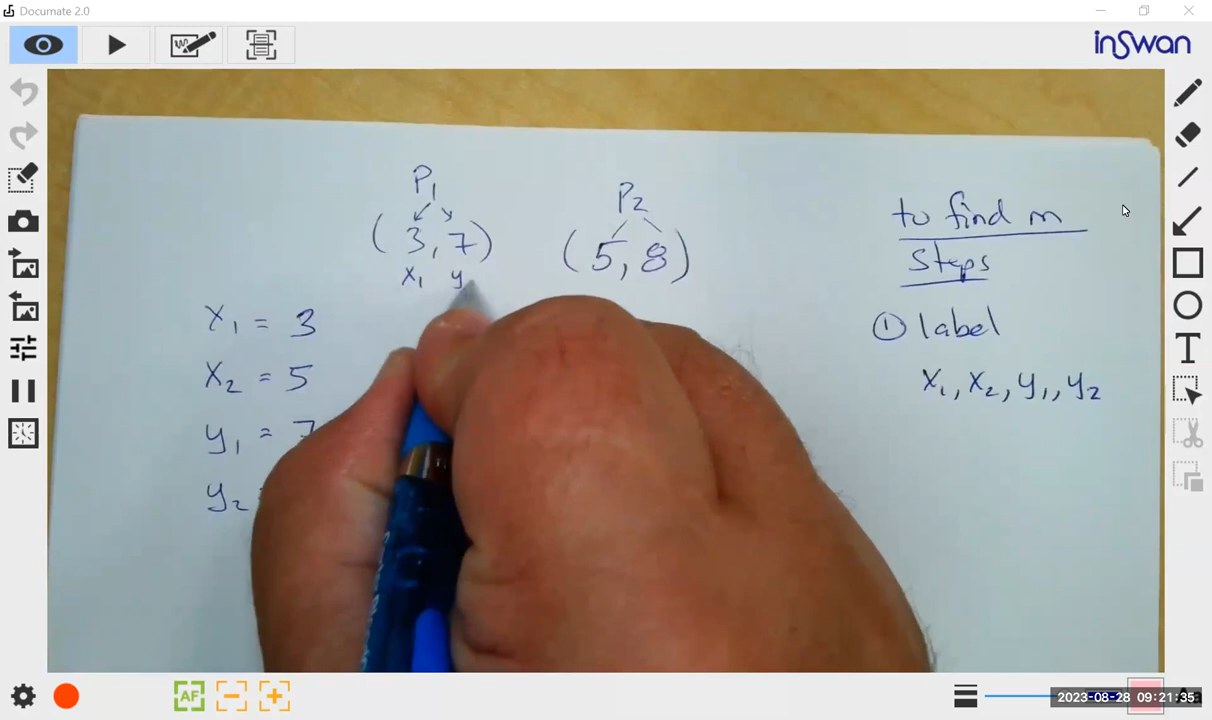 Documate 2.0
inswan
P1
(3,7)
x1 y
P2
(5,8)
x1 = 3
x2 = 5
y1 = 7
y2
to find m
steps
① label
x1, x2, y1, y2
T
AF
2023-08-28 09:21:35